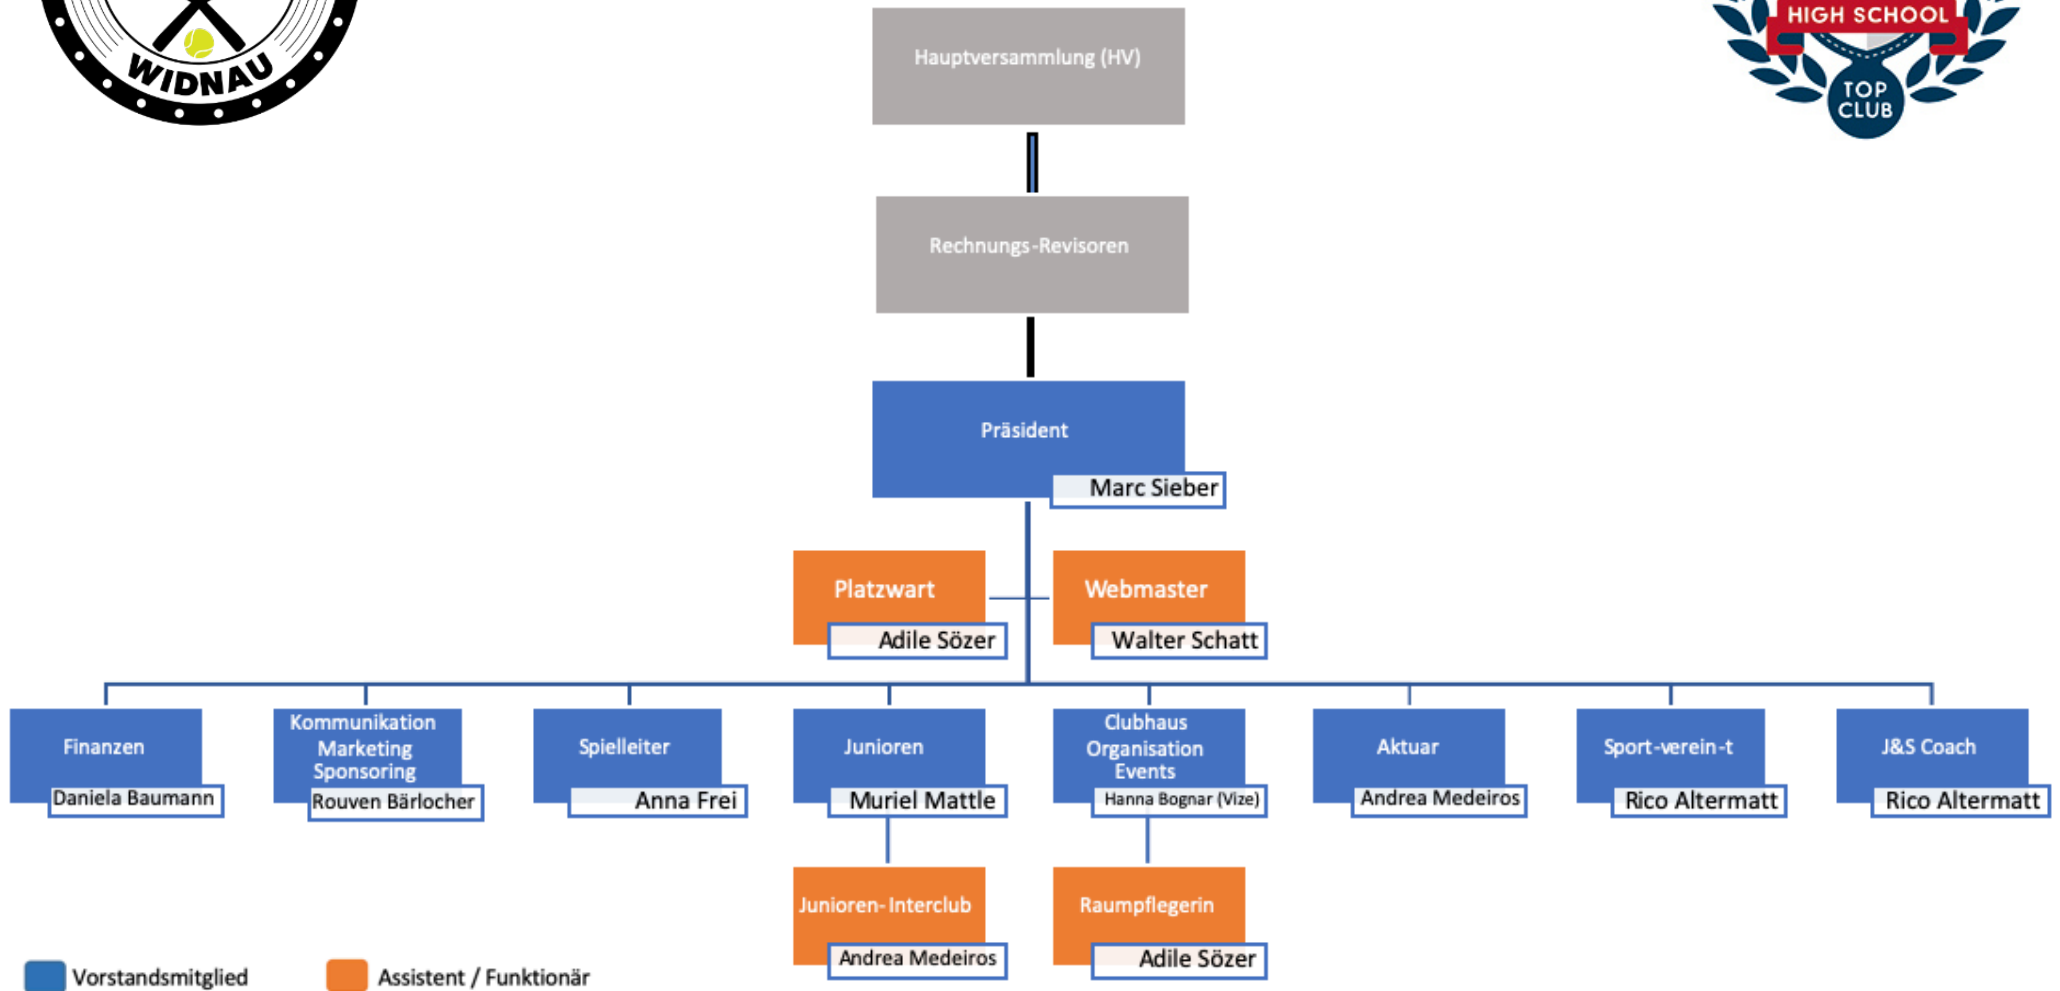 WIDNAU
HIGH SCHOOL
TOP
CLUB
Hauptversammlung (HV)
Rechnungs-Revisoren
Präsident
Marc Sieber
Platzwart
Adile Sözer
Webmaster
Walter Schatt
Finanzen
Daniela Baumann
Kommunikation
Marketing
Sponsoring
Rouven Bärlocher
Spielleiter
Anna Frei
Junioren
Muriel Mattle
Clubhaus
Organisation
Events
Hanna Bognar (Vize)
Aktuar
Andrea Medeiros
Sport-verein-t
Rico Altermatt
J&S Coach
Rico Altermatt
Junioren-Interclub
Andrea Medeiros
Raumpflegerin
Adile Sözer
Vorstandsmitglied
Assistent / Funktionär